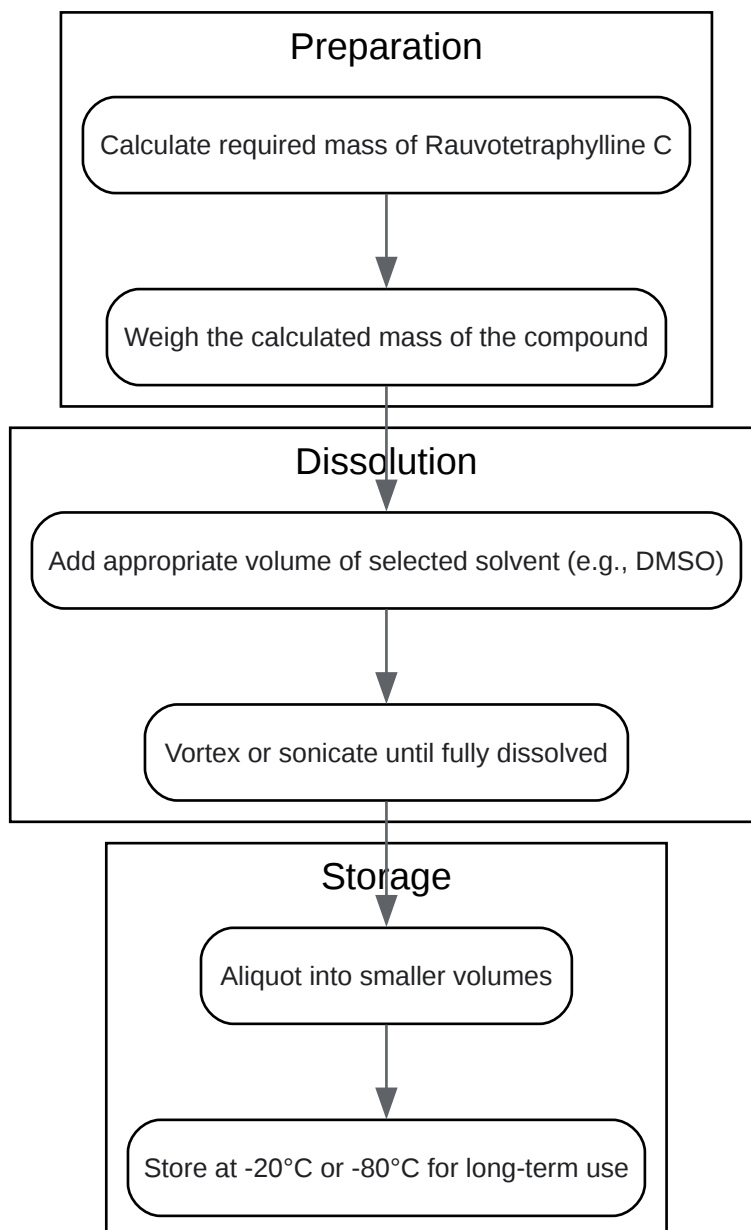 Preparation
Calculate required mass of Rauvotetraphylline C
Weigh the calculated mass of the compound
Dissolution
Add appropriate volume of selected solvent (e.g., DMSO)
Vortex or sonicate until fully dissolved
Storage
Aliquot into smaller volumes
Store at -20°C or -80°C for long-term use